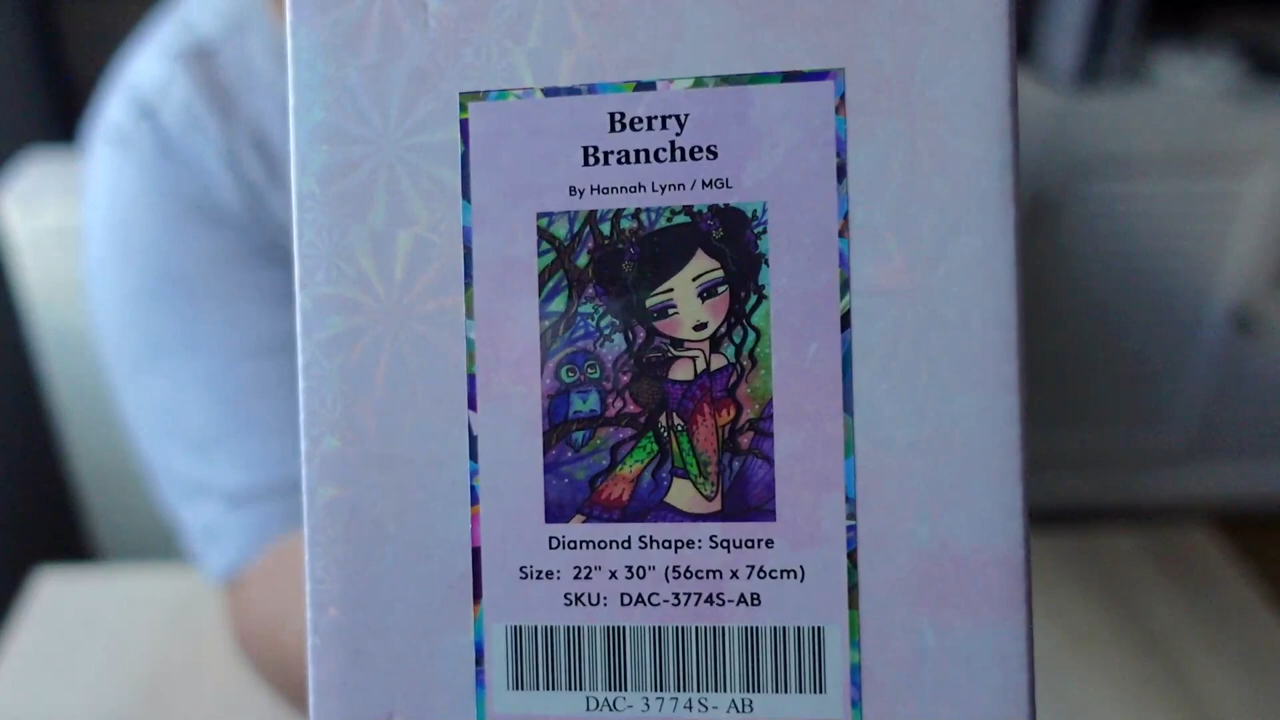 Berry
Branches
By Hannah Lynn / MGL
Diamond Shape: Square
Size: 22" x 30" (56cm x 76cm)
SKU: DAC-3774S-AB
DAC- 3774S- AB